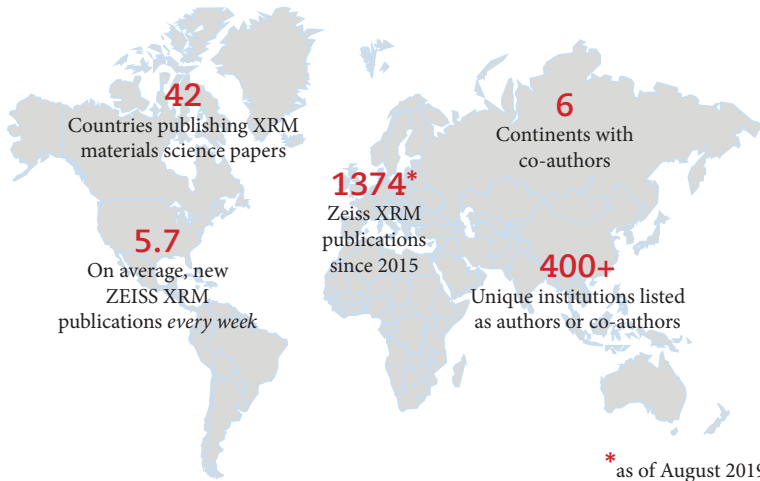 42
Countries publishing XRM
materials science papers
6
Continents with
co-authors
1374*
Zeiss XRM
publications
since 2015
5.7
On average, new
ZEISS XRM
publications every week
400+
Unique institutions listed
as authors or co-authors
*as of August 2019